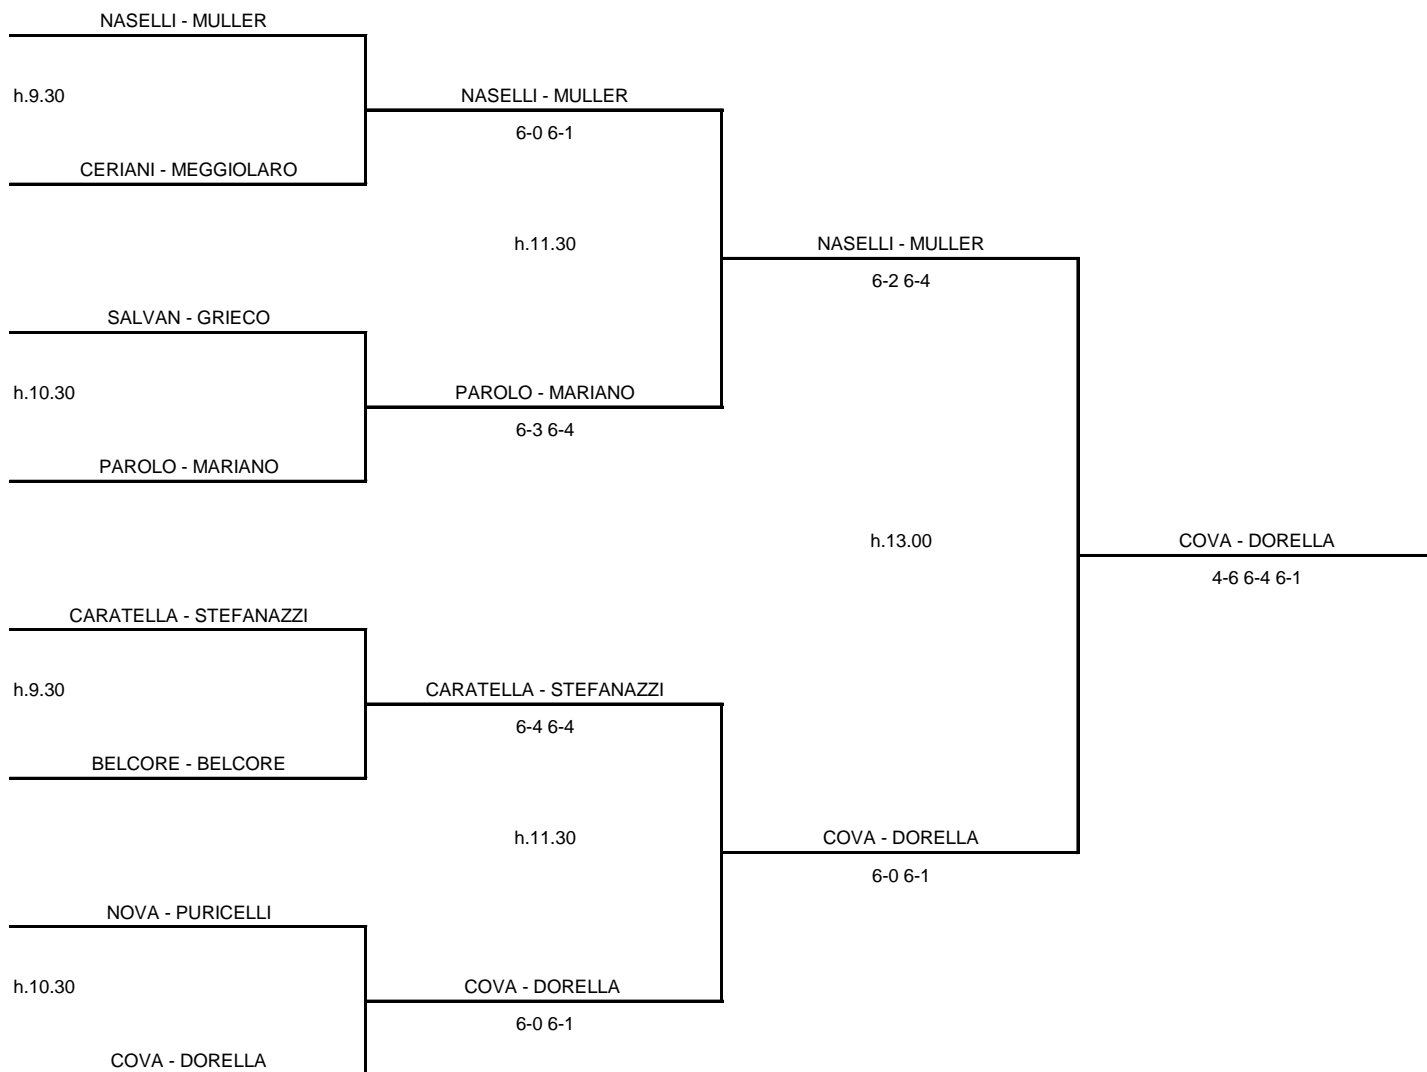 NASELLI - MULLER
h.9.30
NASELLI - MULLER
6-0 6-1
CERIANI - MEGGIOLARO
h.11.30
NASELLI - MULLER
6-2 6-4
SALVAN - GRIECO
h.10.30
PAROLO - MARIANO
6-3 6-4
PAROLO - MARIANO
h.13.00
COVA - DORELLA
4-6 6-4 6-1
CARATELLA - STEFANAZZI
h.9.30
CARATELLA - STEFANAZZI
6-4 6-4
BELCORE - BELCORE
h.11.30
COVA - DORELLA
6-0 6-1
NOVA - PURICELLI
h.10.30
COVA - DORELLA
6-0 6-1
COVA - DORELLA